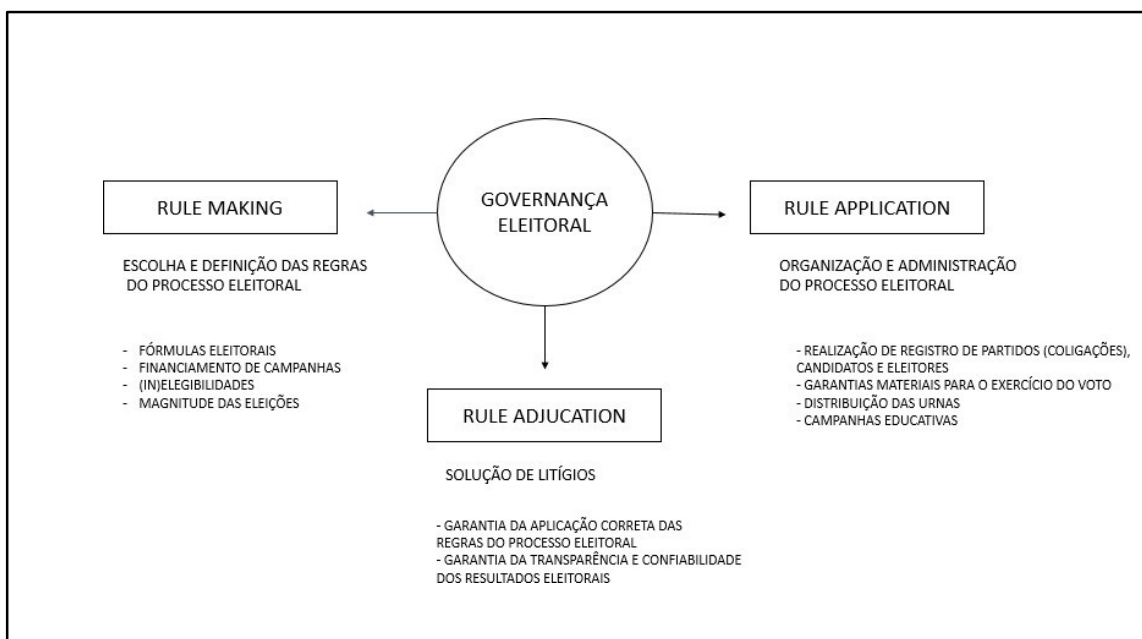 GOVERNANÇA
ELEITORAL
RULE MAKING
ESCOLHA E DEFINIÇÃO DAS REGRAS
DO PROCESSO ELEITORAL
- FÓRMULAS ELEITORAIS
- FINANCIAMENTO DE CAMPANHAS
- (IN)ELEGIBILIDADES
- MAGNITUDE DAS ELEIÇÕES
RULE ADJUCATION
SOLUÇÃO DE LITÍGIOS
- GARANTIA DA APLICAÇÃO CORRETA DAS
REGRAS DO PROCESSO ELEITORAL
- GARANTIA DA TRANSPARÊNCIA E CONFIABILIDADE
DOS RESULTADOS ELEITORAIS
RULE APPLICATION
ORGANIZAÇÃO E ADMINISTRAÇÃO
DO PROCESSO ELEITORAL
- REALIZAÇÃO DE REGISTRO DE PARTIDOS (COLIGAÇÕES),
CANDIDATOS E ELEITORES
- GARANTIAS MATERIAIS PARA O EXERCÍCIO DO VOTO
- DISTRIBUIÇÃO DAS URNAS
- CAMPANHAS EDUCATIVAS